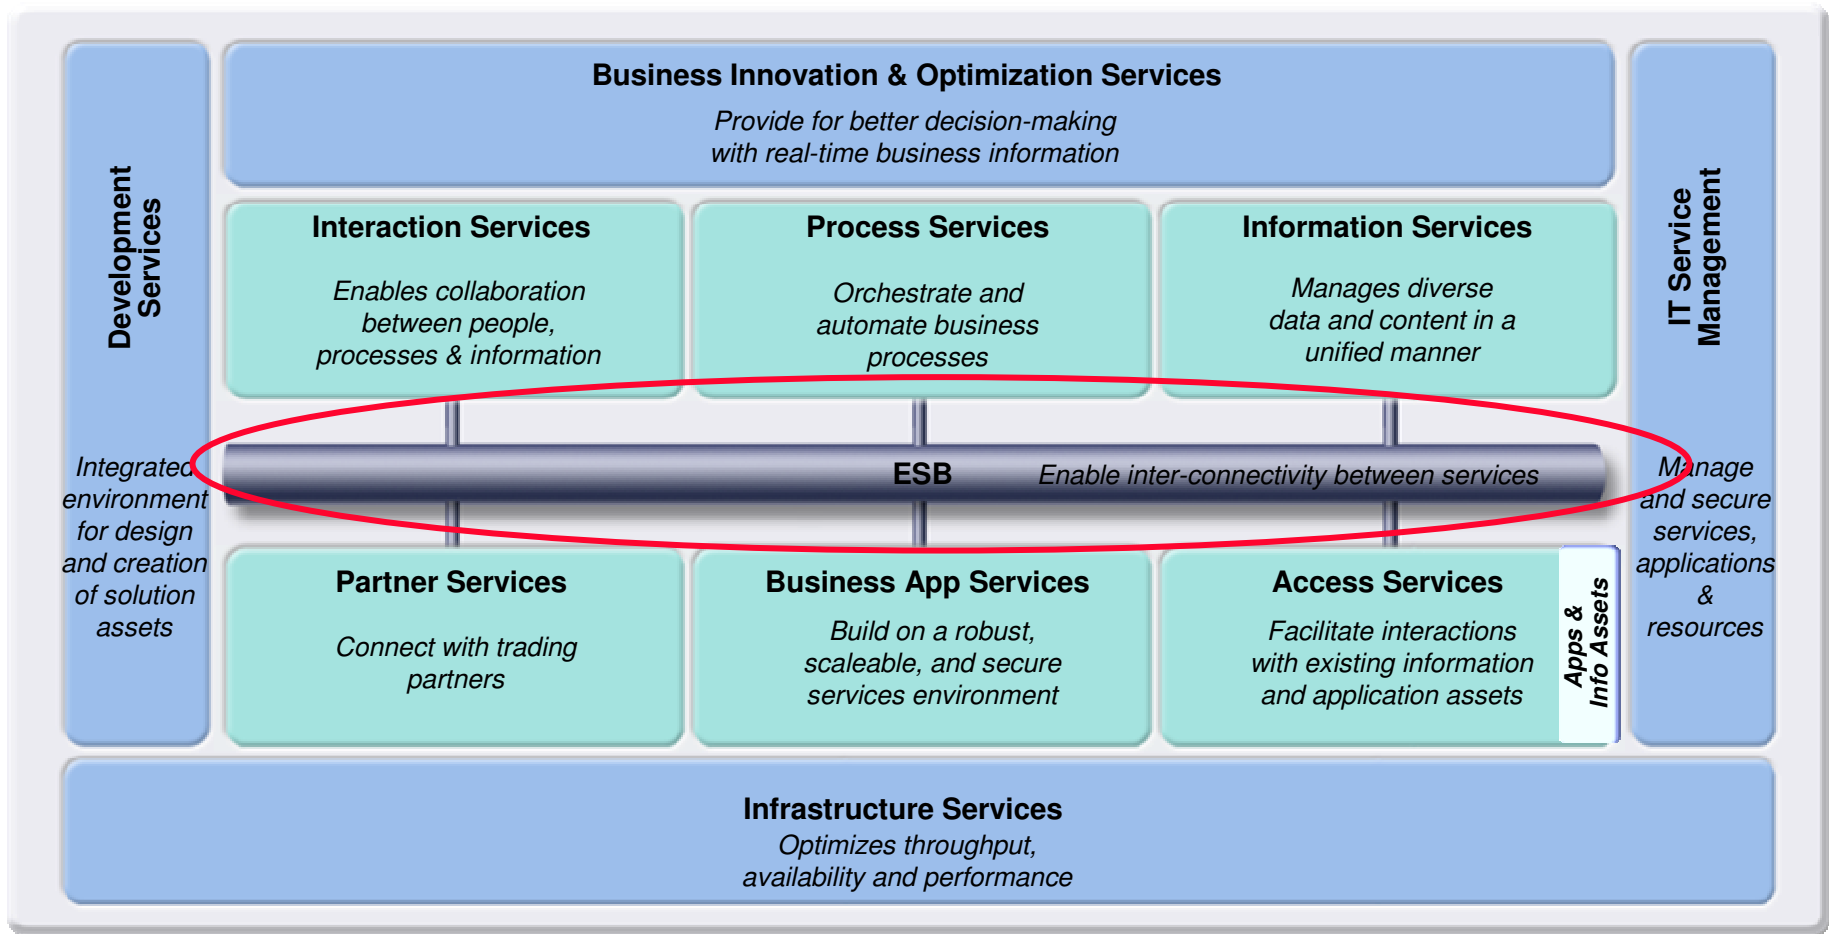 Business Innovation & Optimization Services
Provide for better decision-making
with real-time business information
Development
Services
Integrated
environment
for design
and creation
of solution
assets
Interaction Services
Enables collaboration
between people,
processes & information
Process Services
Orchestrate and
automate business
processes
Information Services
Manages diverse
data and content in a
unified manner
IT Service
Management
Manage
and secure
services,
applications
&
resources
ESB
Enable inter-connectivity between services
Partner Services
Connect with trading
partners
Business App Services
Build on a robust,
scaleable, and secure
services environment
Access Services
Facilitate interactions
with existing information
and application assets
Apps &
Info Assets
Infrastructure Services
Optimizes throughput,
availability and performance